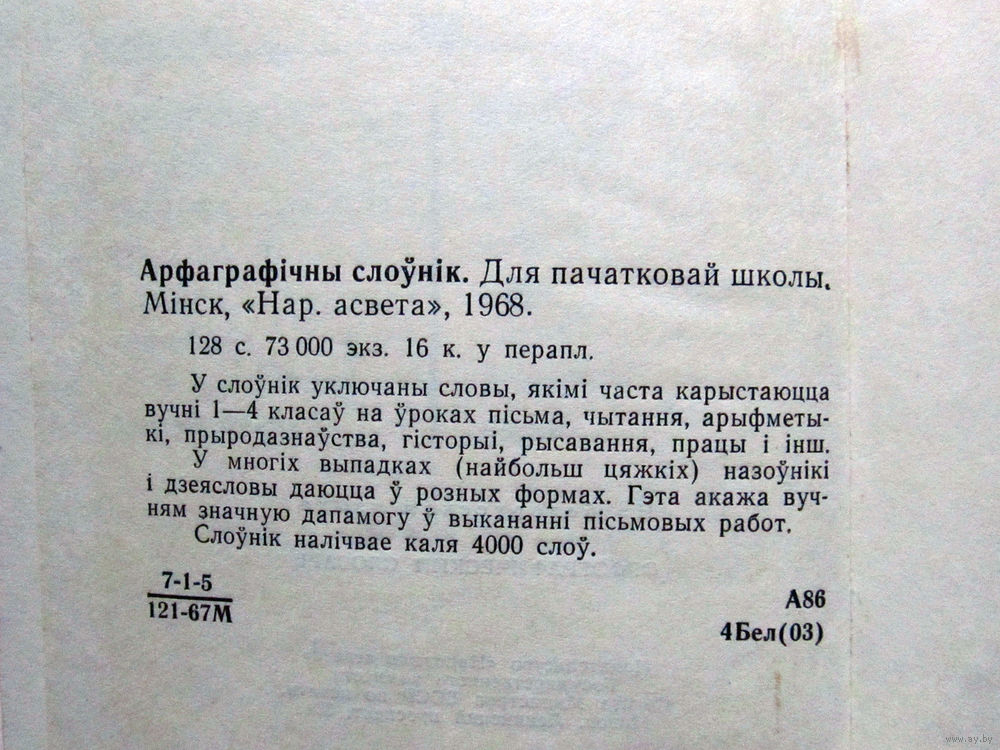 Арфаграфічны слоўнік. Для пачатковай школы.
Мінск, «Нар. асвета», 1968.
128 с. 73 000 экз. 16 к. у перапл.
У слоўнік уключаны словы, якімі часта карыстаюцца
вучні 1—4 класаў на ўроках пісьма, чытання, арыфметы-
кі, прыродазнаўства, гісторыі, рысавання, працы і інш.
У многіх выпадках (найбольш цяжкіх) назоўнікі
і дзеясловы даюцца ў розных формах. Гэта акажа вуч-
ням значную дапамогу ў выкананні пісьмовых работ.
Слоўнік налічвае каля 4000 слоў.
7-1-5
121-67М
А86
4Бел(03)
www.ay.by